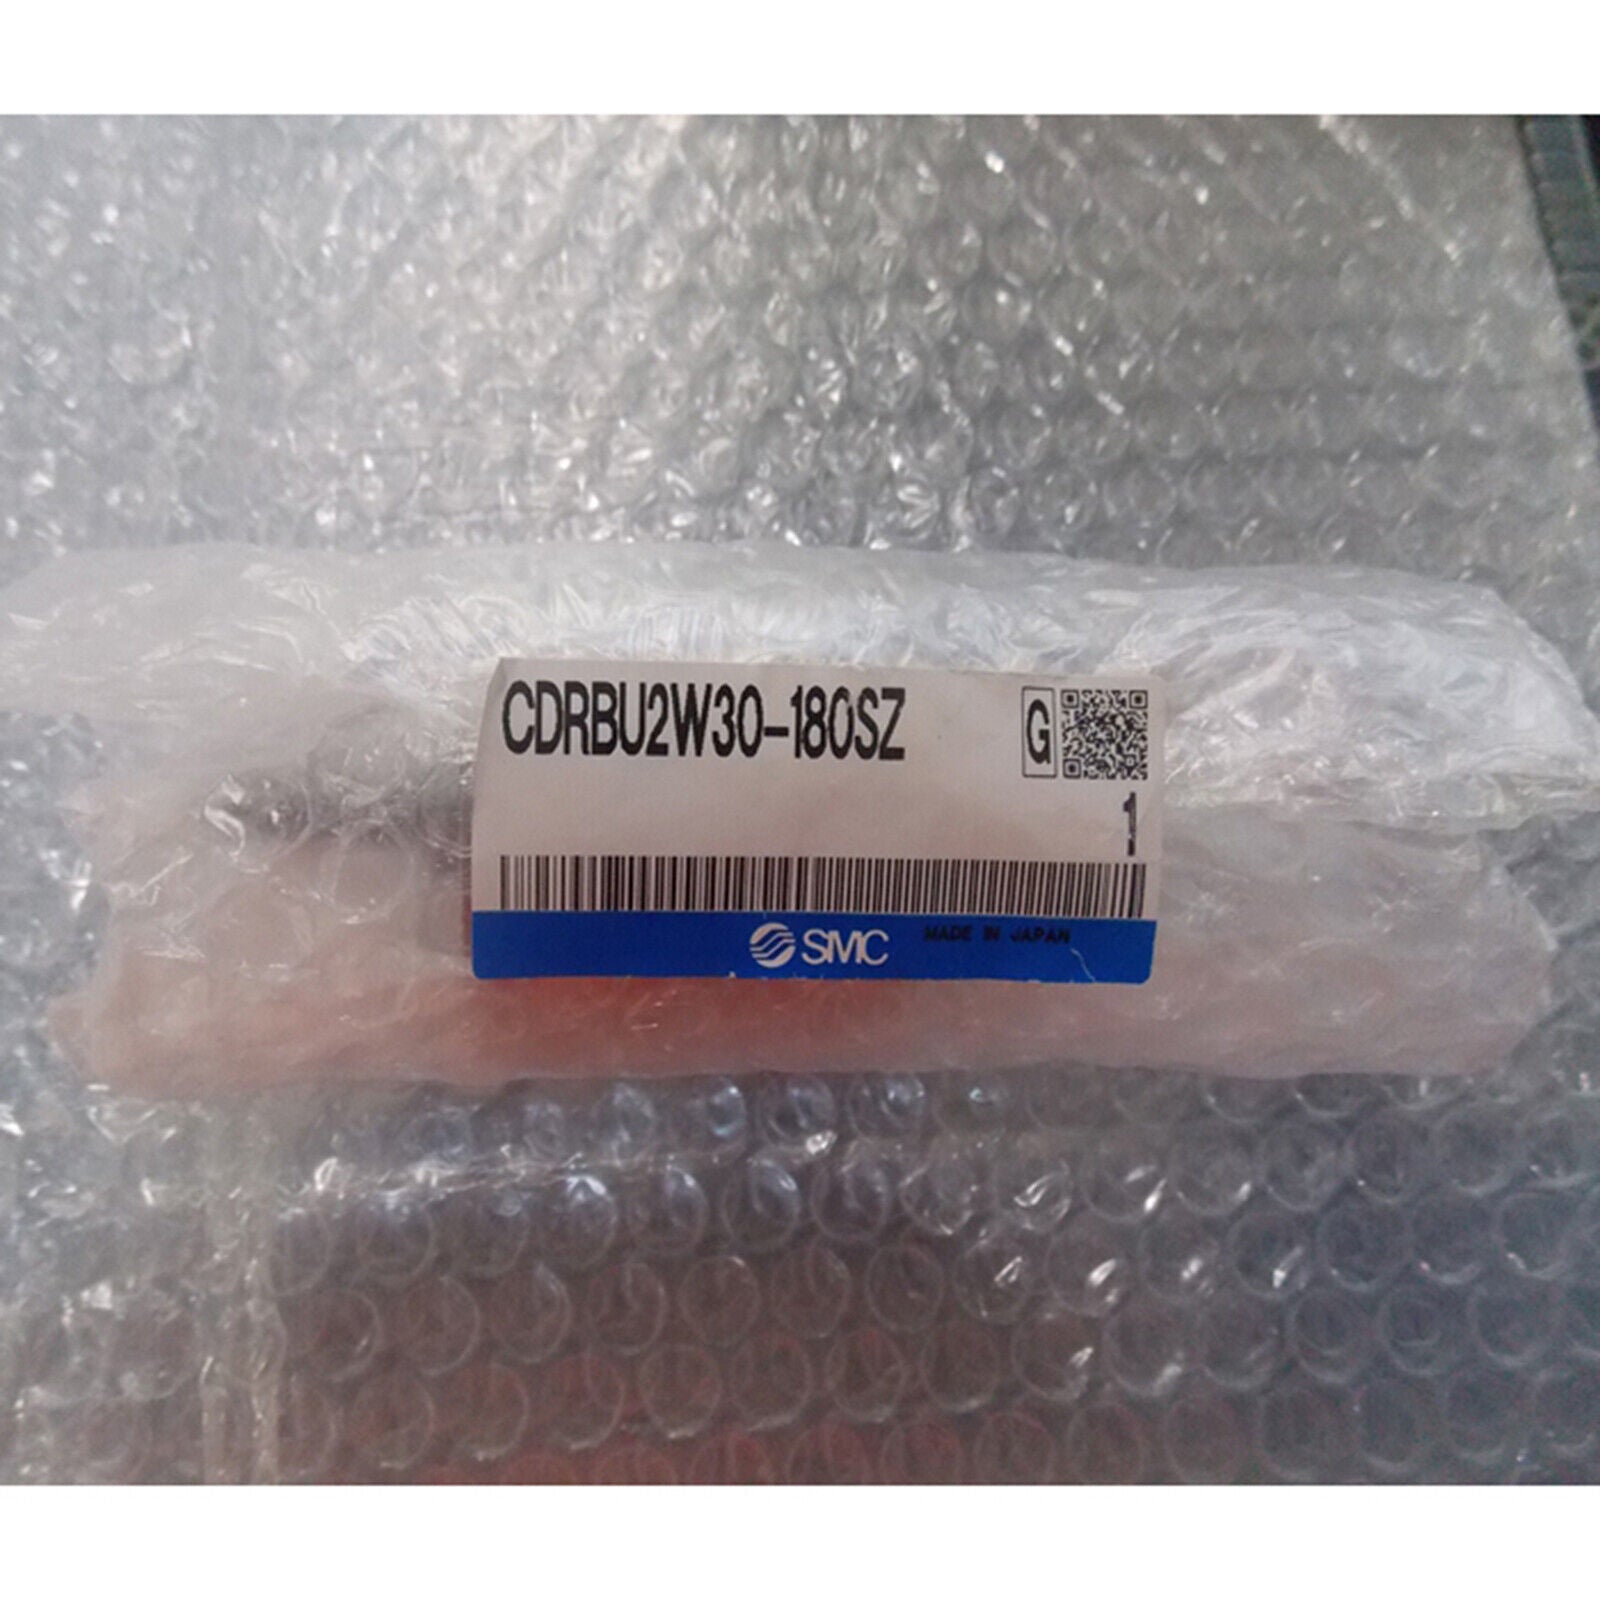 CDRBU2W30-180SZ G
1
SMC MADE IN JAPAN